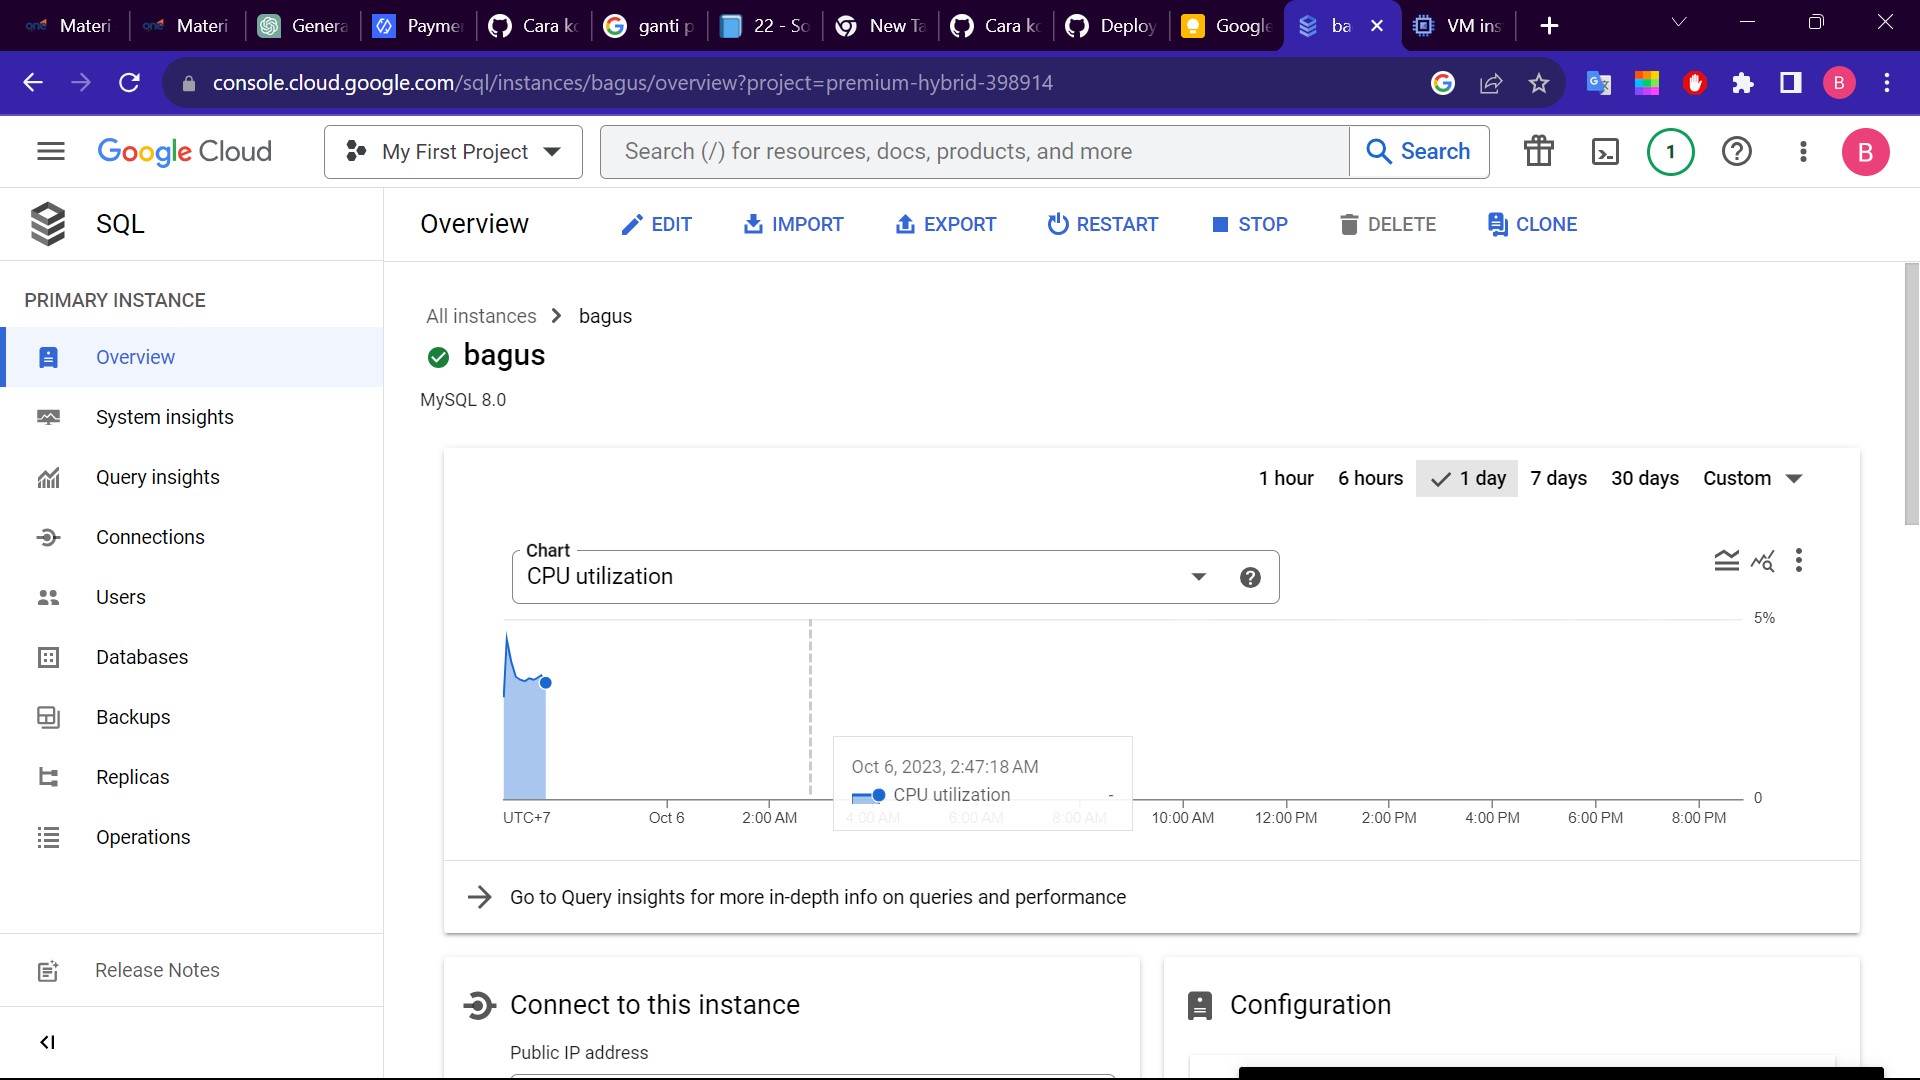 Materi
Materi
Genera
Payme
Cara ko
ganti p
22 - So
New Ta
Cara ko
Deploy
Google
ba
VM ins
console.cloud.google.com/sql/instances/bagus/overview?project=premium-hybrid-398914
B
Google Cloud
My First Project
Search (/) for resources, docs, products, and more
Search
1
B
SQL
Overview
EDIT
IMPORT
EXPORT
RESTART
STOP
DELETE
CLONE
PRIMARY INSTANCE
Overview
System insights
Query insights
Connections
Users
Databases
Backups
Replicas
Operations
Release Notes
All instances > bagus
bagus
MySQL 8.0
1 hour
6 hours
1 day
7 days
30 days
Custom
Chart
CPU utilization
5%
Oct 6, 2023, 2:47:18 AM
CPU utilization -
0
UTC+7
Oct 6
2:00 AM
4:00 AM
6:00 AM
8:00 AM
10:00 AM
12:00 PM
2:00 PM
4:00 PM
6:00 PM
8:00 PM
Go to Query insights for more in-depth info on queries and performance
Connect to this instance
Public IP address
Configuration